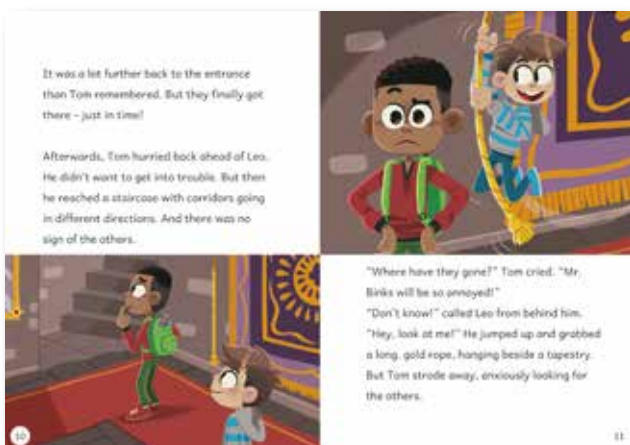 It was a lot further back to the entrance
than Tom remembered. But they finally got
there – just in time!
Afterwards, Tom hurried back ahead of Leo.
He didn't want to get into trouble. But then
he reached a staircase with corridors going
in different directions. And there was no
sign of the others.
10
"Where have they gone?" Tom cried. "Mr.
Binks will be so annoyed!"
"Don't know!" called Leo from behind him.
"Hey, look at me!" He jumped up and grabbed
a long, gold rope, hanging beside a tapestry.
But Tom strode away, anxiously looking for
the others.
11